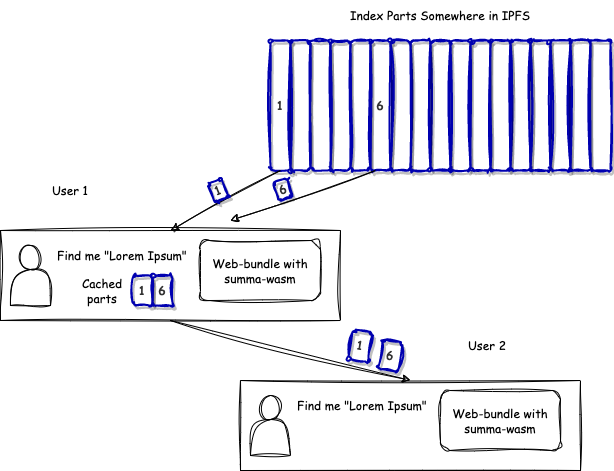 Index Parts Somewhere in IPFS
1
6
User 1
1
6
Find me "Lorem Ipsum"
Cached
parts
1 6
Web-bundle with
summa-wasm
1
6
User 2
Find me "Lorem Ipsum"
Web-bundle with
summa-wasm